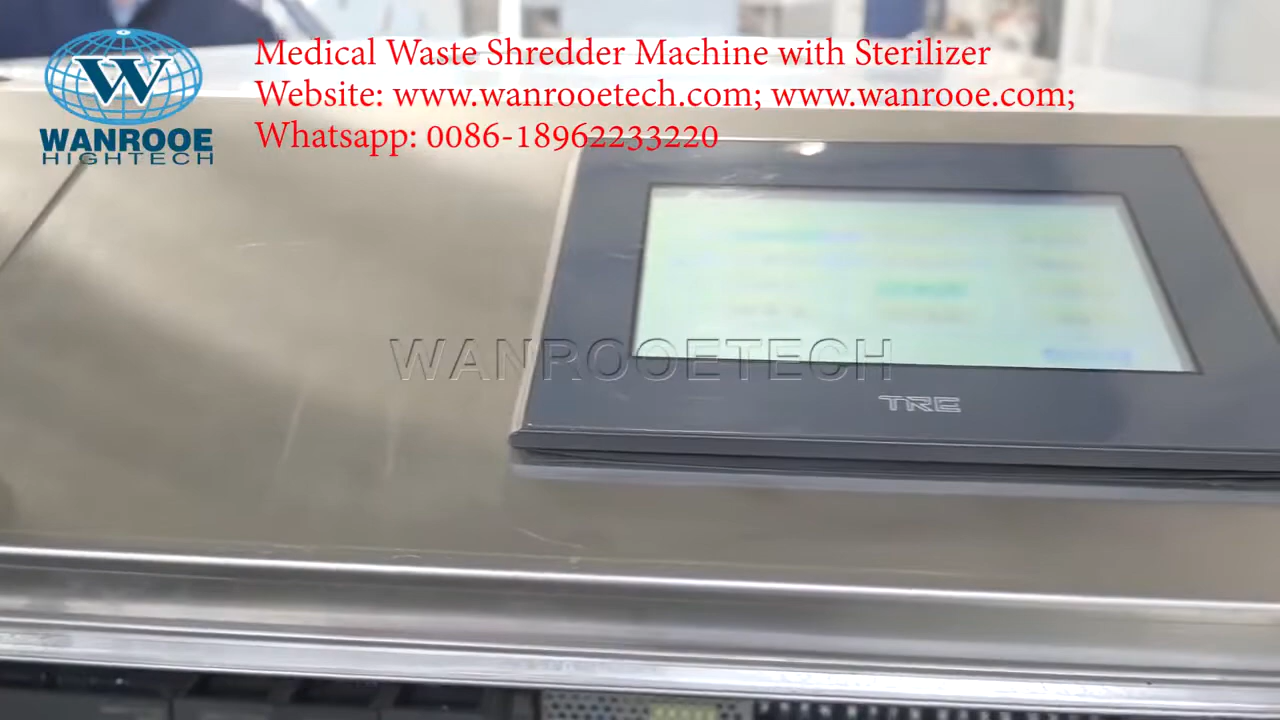 W
WANROOE
HIGHTECH
Medical Waste Shredder Machine with Sterilizer
Website: www.wanrooetech.com; www.wanrooe.com;
Whatsapp: 0086-18962233220
WANROOETECH
TRE